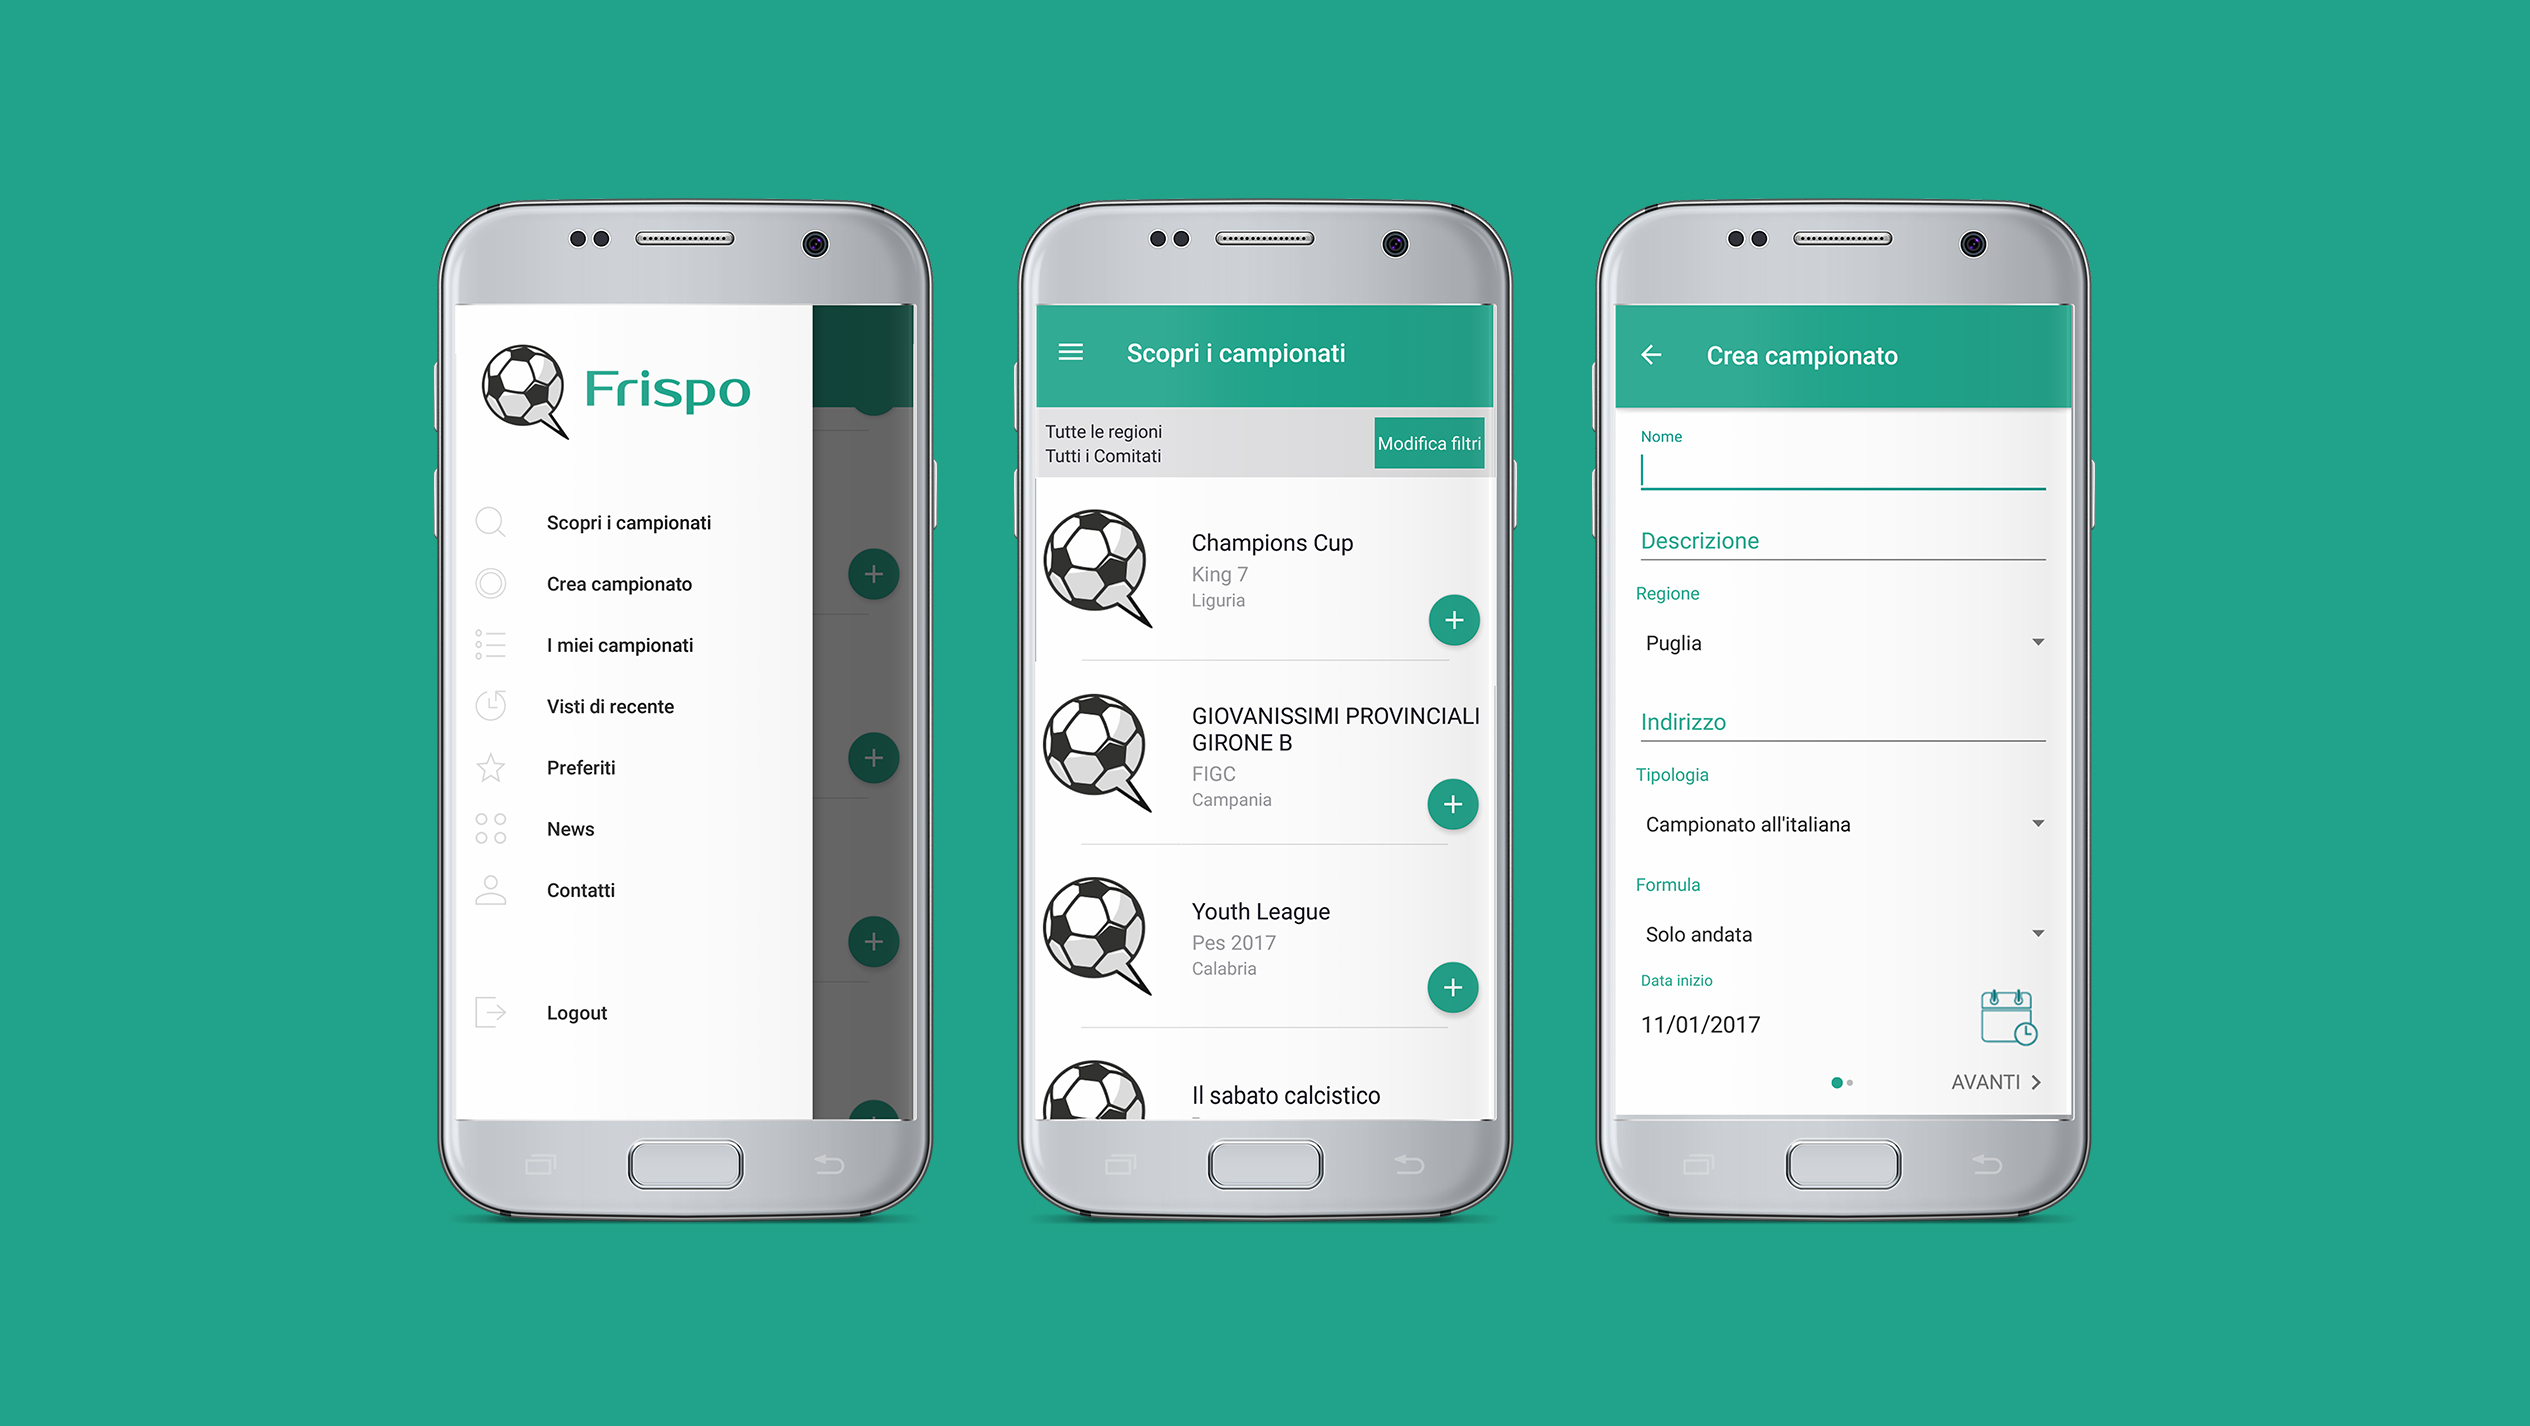 Frispo
Scopri i campionati
Crea campionato
I miei campionati
Visti di recente
Preferiti
News
Contatti
Logout
Scopri i campionati
Tutte le regioni
Tutti i Comitati
Modifica filtri
Champions Cup
King 7
Liguria
GIOVANISSIMI PROVINCIALI
GIRONE B
FIGC
Campania
Youth League
Pes 2017
Calabria
Il sabato calcistico
Crea campionato
Nome
Descrizione
Regione
Puglia
Indirizzo
Tipologia
Campionato all'italiana
Formula
Solo andata
Data inizio
11/01/2017
AVANTI